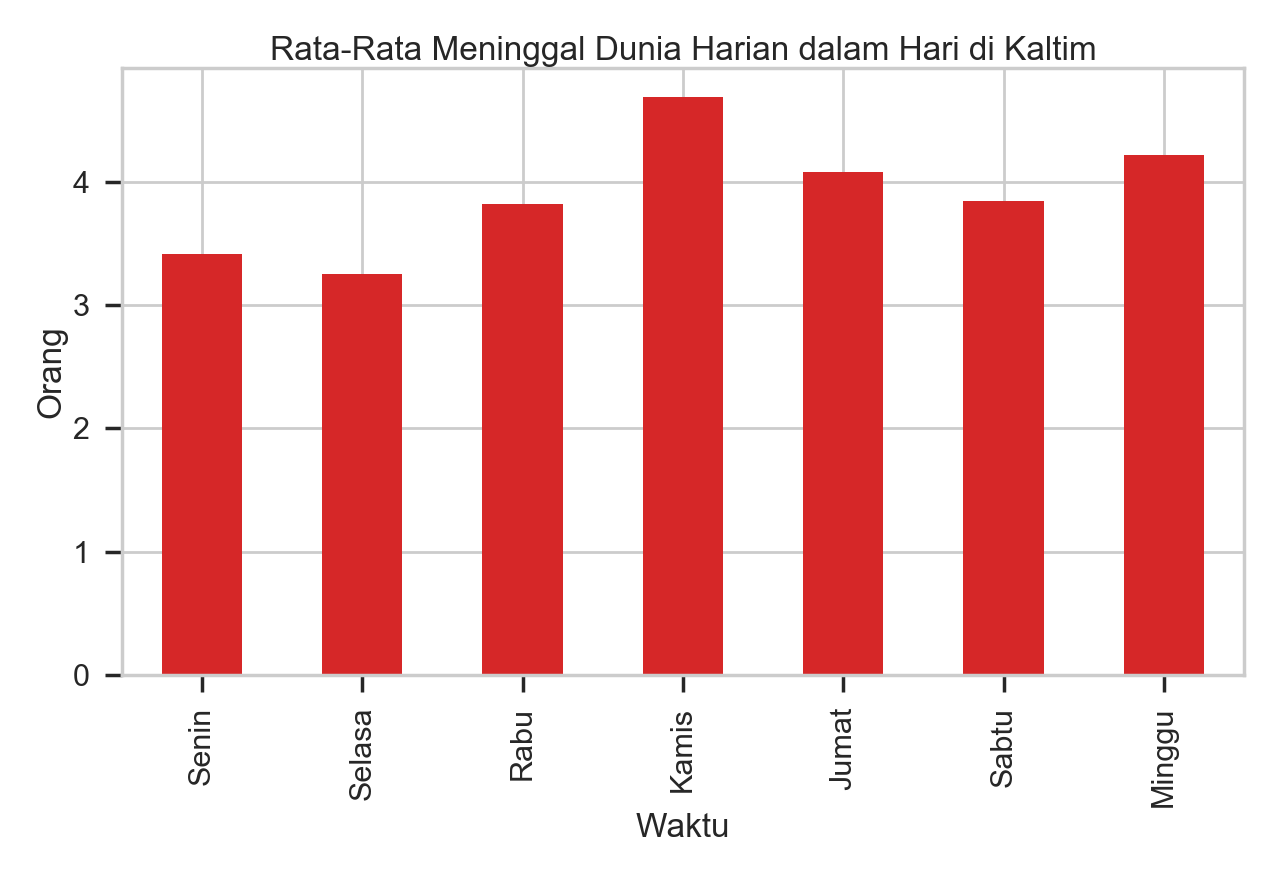 Rata-Rata Meninggal Dunia Harian dalam Hari di Kaltim
Orang
4
3
2
1
0
Senin
Selasa
Rabu
Kamis
Jumat
Sabtu
Minggu
Waktu